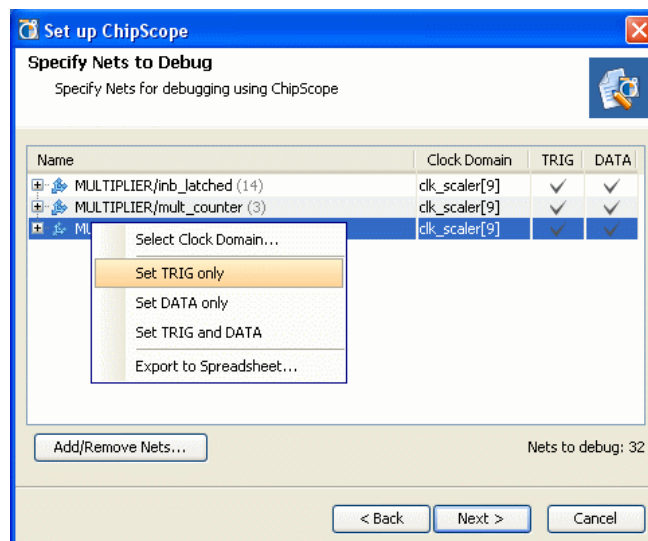 Set up ChipScope
Specify Nets to Debug
Specify Nets for debugging using ChipScope
Name Clock Domain TRIG DATA
MULTIPLIER/inb_latched (14) clk_scaler[9]
MULTIPLIER/mult_counter (3) clk_scaler[9]
clk_scaler[9]
Select Clock Domain...
Set TRIG only
Set DATA only
Set TRIG and DATA
Export to Spreadsheet...
Add/Remove Nets... Nets to debug: 32
< Back Next > Cancel